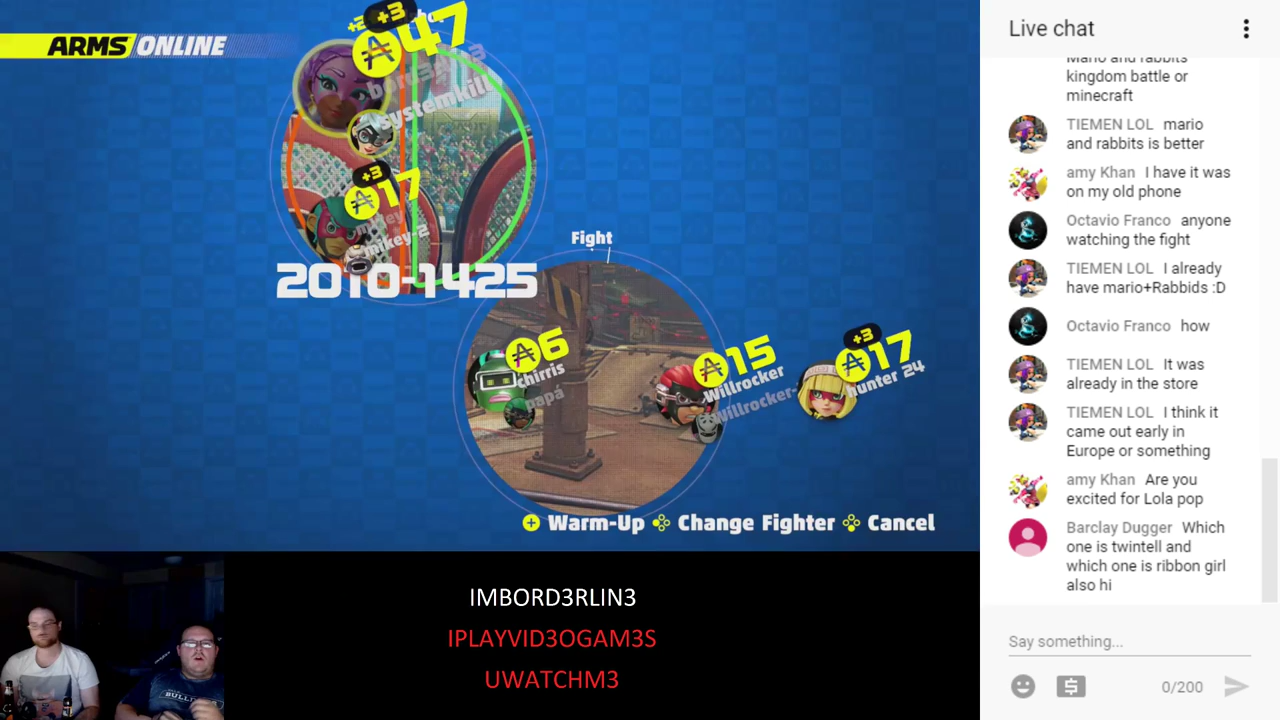 ARMS ONLINE
+3
47
systemkill
+3
17
mikey-2
2010-1425
Fight
6
chirris
papá
15
Willrocker
willrocker-
+3
17
hunter 24
Warm-Up Change Fighter Cancel
IMBORD3RLIN3
IPLAYVID3OGAM3S
UWATCHM3
Live chat
Mario and rabbits
kingdom battle or
minecraft
TIEMEN LOL mario
and rabbits is better
amy Khan I have it was
on my old phone
Octavio Franco anyone
watching the fight
TIEMEN LOL I already
have mario+Rabbids :D
Octavio Franco how
TIEMEN LOL It was
already in the store
TIEMEN LOL I think it
came out early in
Europe or something
amy Khan Are you
excited for Lola pop
Barclay Dugger Which
one is twintell and
which one is ribbon girl
also hi
Say something...
0/200